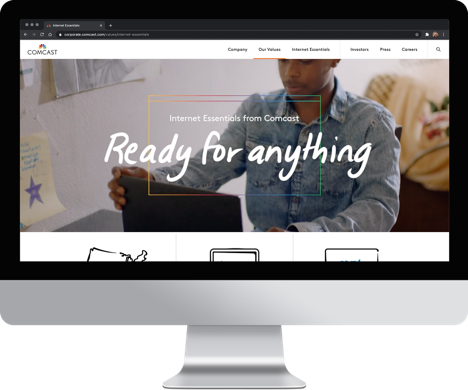 Internet Essentials
corporate.comcast.com/values/internet-essentials
COMCAST
Company Our Values Internet Essentials Investors Press Careers
Internet Essentials from Comcast
Ready for anything